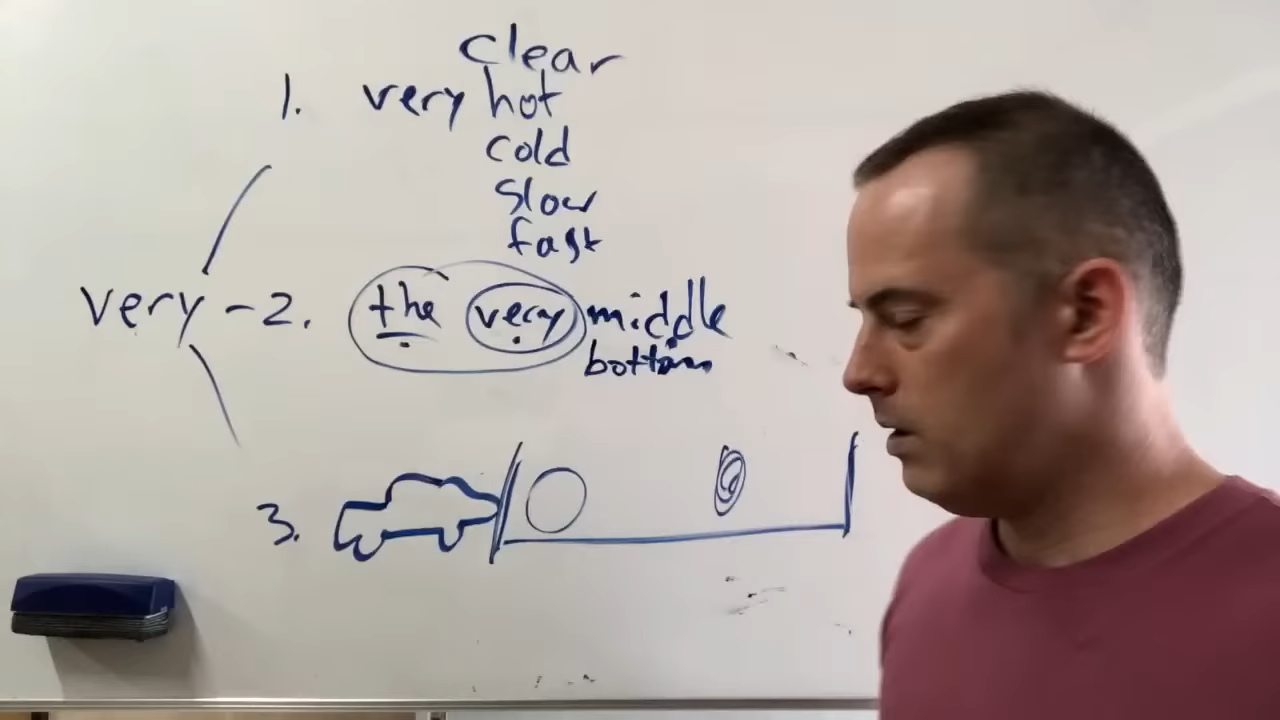 clear
1. very hot
cold
slow
fast
very - 2. the very middle
bottom
3.